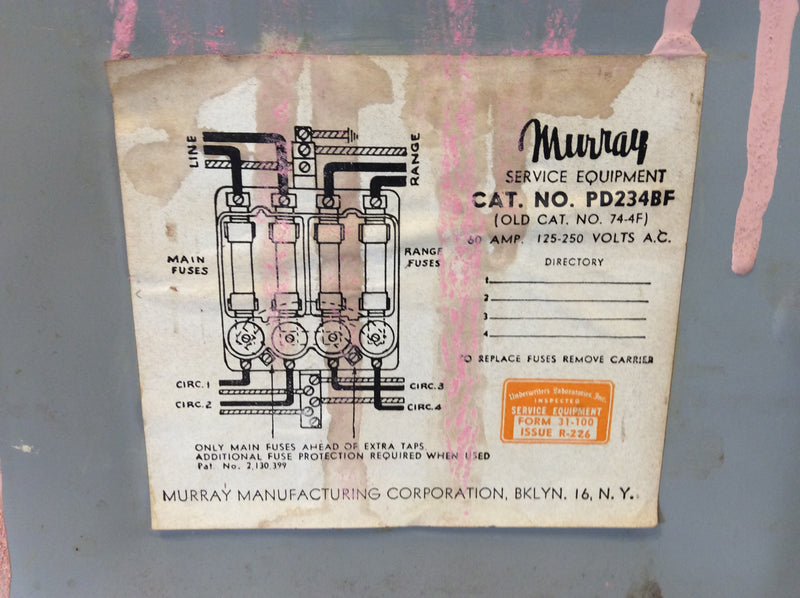 LINE
RANGE
MAIN
FUSES
RANGE
FUSES
CIRC. 1
CIRC. 2
CIRC. 3
CIRC. 4
ONLY MAIN FUSES AHEAD OF EXTRA TAPS
ADDITIONAL FUSE PROTECTION REQUIRED WHEN USED
Pat. No. 2,130,399
Murray
SERVICE EQUIPMENT
CAT. NO. PD234BF
(OLD CAT. NO. 74-4F)
60 AMP. 125-250 VOLTS A.C.
DIRECTORY
1
2
3
4
TO REPLACE FUSES REMOVE CARRIER
Underwriters Laboratories, Inc.
INSPECTED
SERVICE EQUIPMENT
FORM 31-100
ISSUE R-226
MURRAY MANUFACTURING CORPORATION, BKLYN. 16, N. Y.